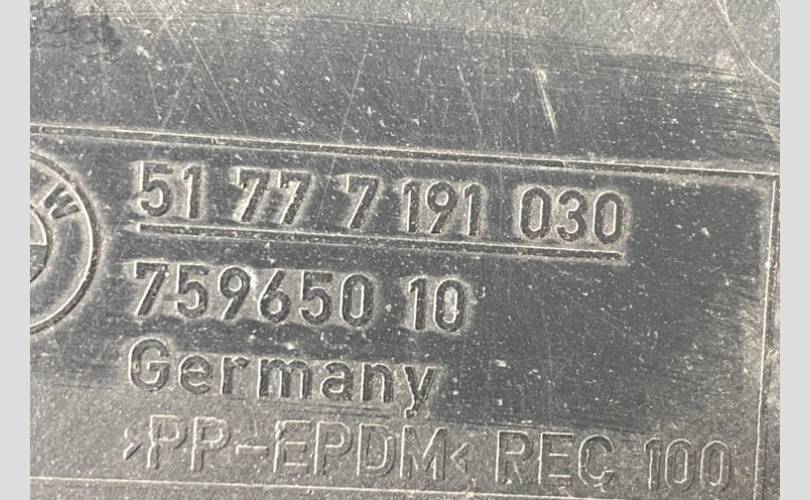 W
51 77 7 191 030
759650 10
Germany
>PP-EPDM< REC 100